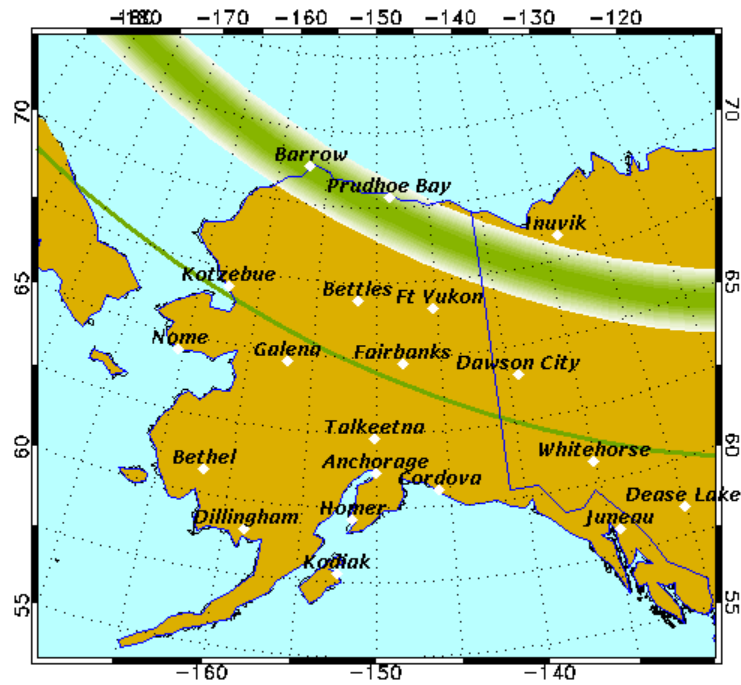 -180 -170 -160 -150 -140 -130 -120
70 70
Barrow
Prudhoe Bay
Inuvik
Kotzebue
65 65
Bettles Ft Yukon
Nome
Galena Fairbanks
Dawson City
Talkeetna
60 60
Whitehorse
Bethel
Anchorage
Cordova
Dease Lake
Homer
Dillingham
Juneau
Kodiak
55 55
-160 -150 -140